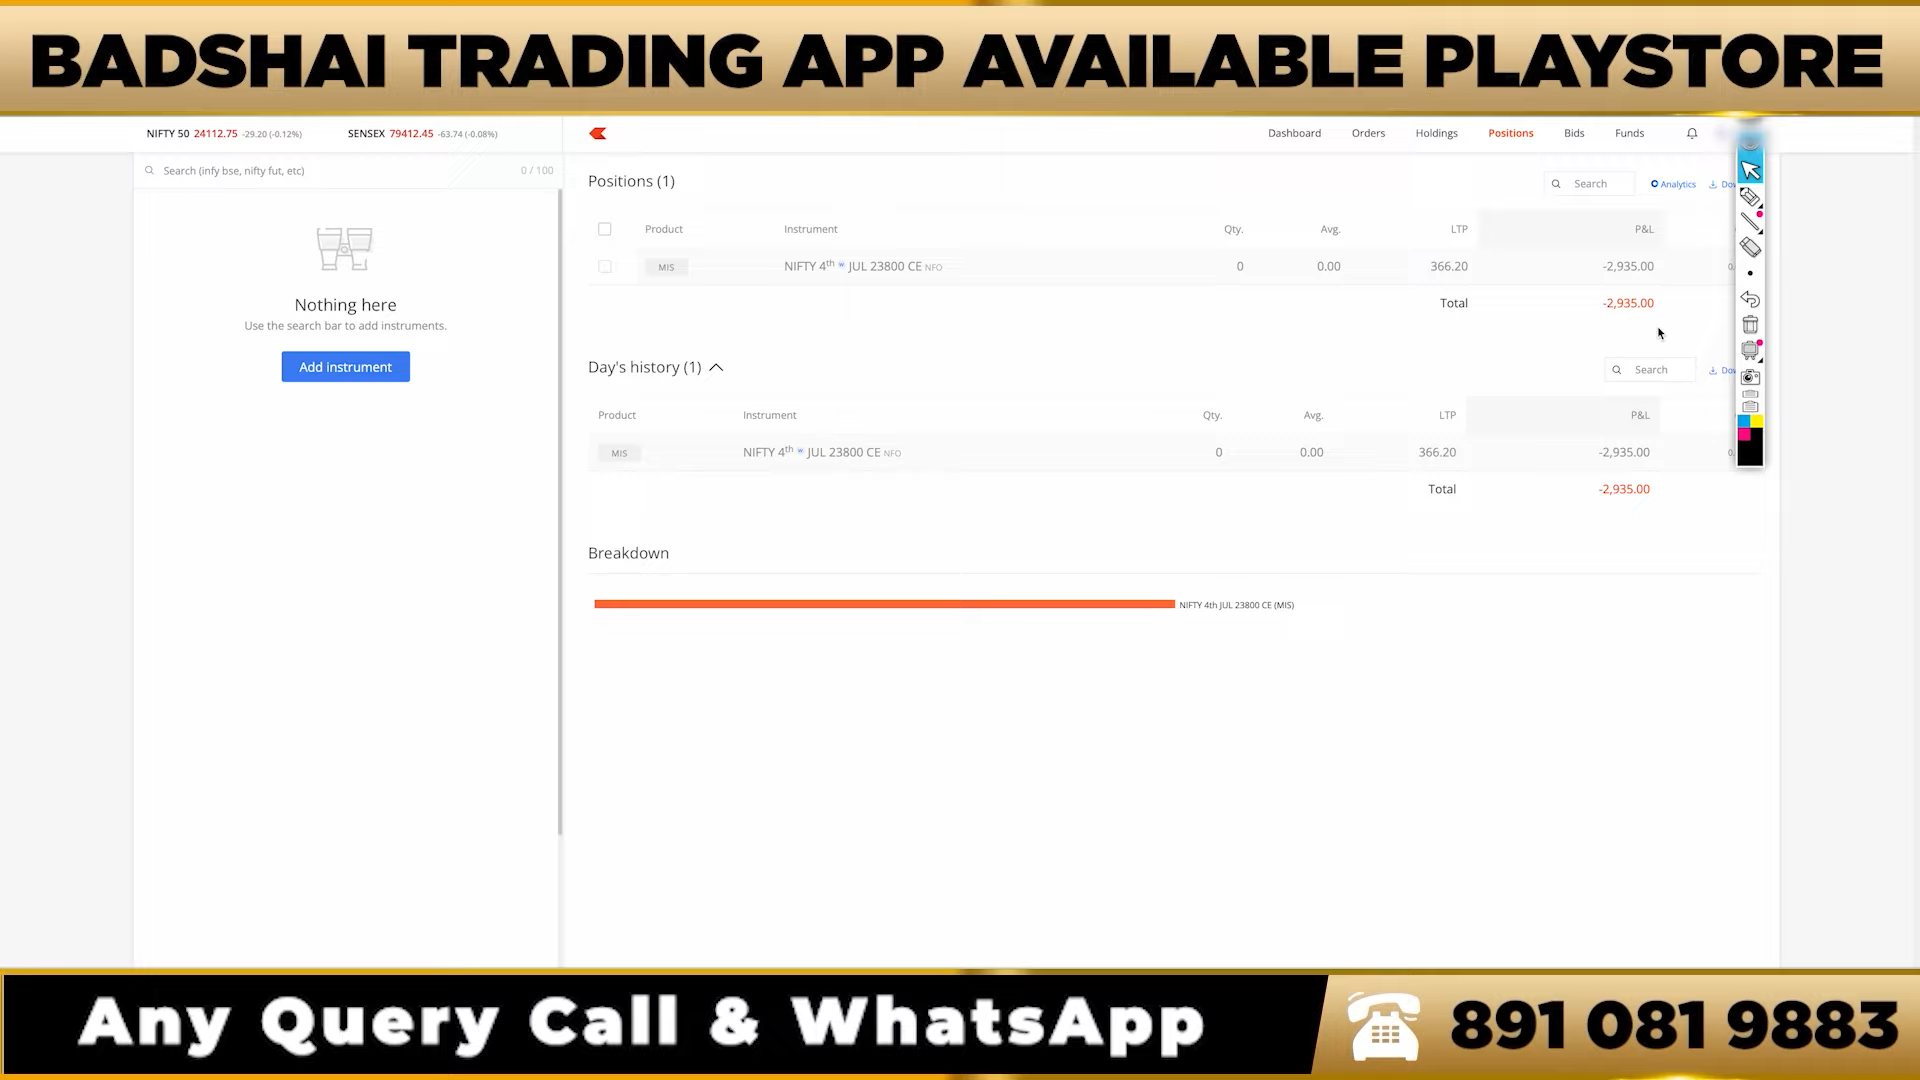 BADSHAI TRADING APP AVAILABLE PLAYSTORE
NIFTY 50 24112.75 -29.20 (-0.12%) SENSEX 79412.45 -63.74 (-0.08%)
Dashboard Orders Holdings Positions Bids Funds
Search (infy bse, nifty fut, etc) 0 / 100
Nothing here
Use the search bar to add instruments.
Add instrument
Positions (1) Search Analytics
Product Instrument Qty. Avg. LTP P&L
MIS NIFTY 4th W JUL 23800 CE NFO 0 0.00 366.20 -2,935.00
Total -2,935.00
Day's history (1) Search
Product Instrument Qty. Avg. LTP P&L
MIS NIFTY 4th W JUL 23800 CE NFO 0 0.00 366.20 -2,935.00
Total -2,935.00
Breakdown
NIFTY 4th JUL 23800 CE (MIS)
Any Query Call & WhatsApp 891 081 9883